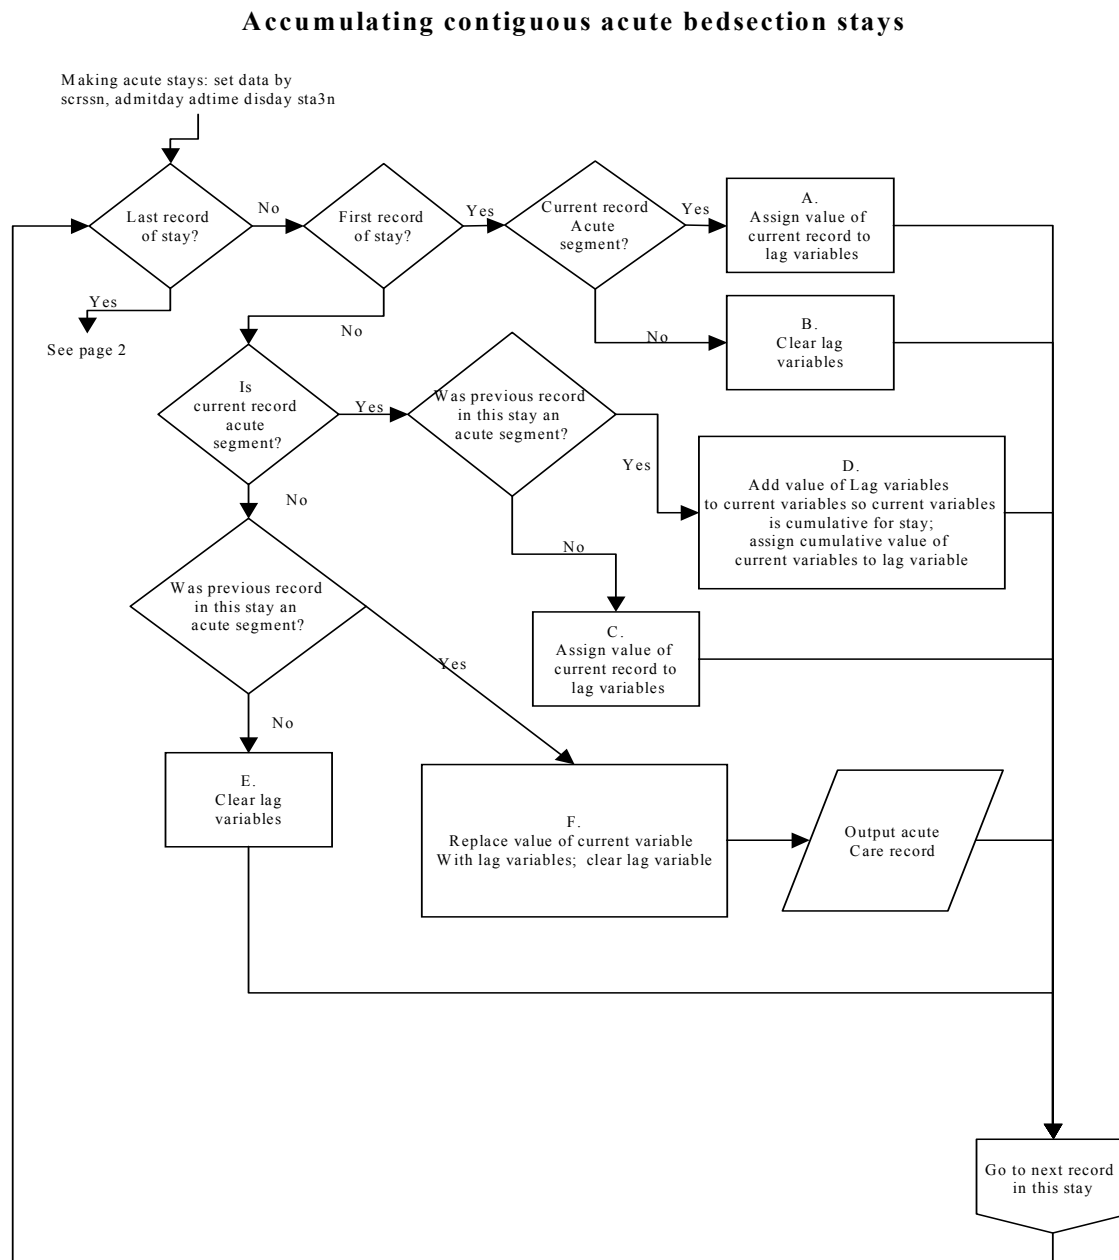 Accumulating contiguous acute bedsection stays
Making acute stays: set data by
scrssn, admitday adtime disday sta3n
Last record
of stay?
No
First record
of stay?
Yes
Current record
Acute
segment?
Yes
A.
Assign value of
current record to
lag variables
Yes
See page 2
No
No
B.
Clear lag
variables
Is
current record
acute
segment?
Yes
Was previous record
in this stay an
acute segment?
Yes
D.
Add value of Lag variables
to current variables so current variables
is cumulative for stay;
assign cumulative value of
current variables to lag variable
No
No
Was previous record
in this stay an
acute segment?
C.
Assign value of
current record to
lag variables
Yes
No
E.
Clear lag
variables
F.
Replace value of current variable
With lag variables; clear lag variable
Output acute
Care record
Go to next record
in this stay